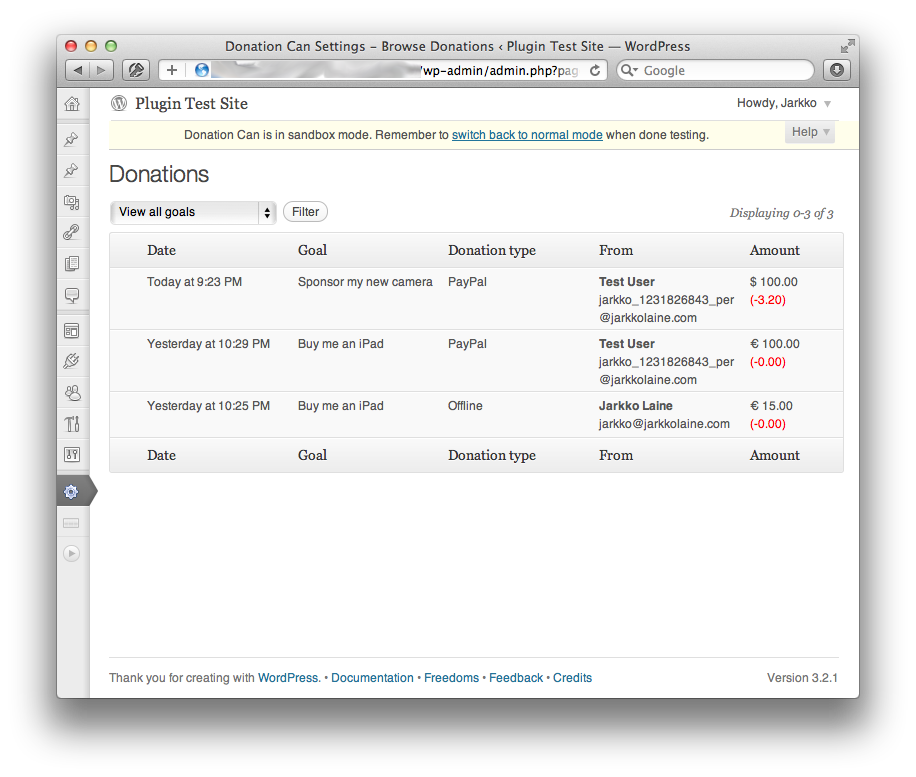 Donation Can Settings – Browse Donations ‹ Plugin Test Site — WordPress
/wp-admin/admin.php?pag
Google
Plugin Test Site
Howdy, Jarkko
Donation Can is in sandbox mode. Remember to switch back to normal mode when done testing.
Help
Donations
View all goals Filter Displaying 0-3 of 3
Date Goal Donation type From Amount
Today at 9:23 PM Sponsor my new camera PayPal Test User $ 100.00
jarkko_1231826843_per (-3.20)
@jarkkolaine.com
Yesterday at 10:29 PM Buy me an iPad PayPal Test User € 100.00
jarkko_1231826843_per (-0.00)
@jarkkolaine.com
Yesterday at 10:25 PM Buy me an iPad Offline Jarkko Laine € 15.00
jarkko@jarkkolaine.com (-0.00)
Date Goal Donation type From Amount
Thank you for creating with WordPress. • Documentation • Freedoms • Feedback • Credits Version 3.2.1